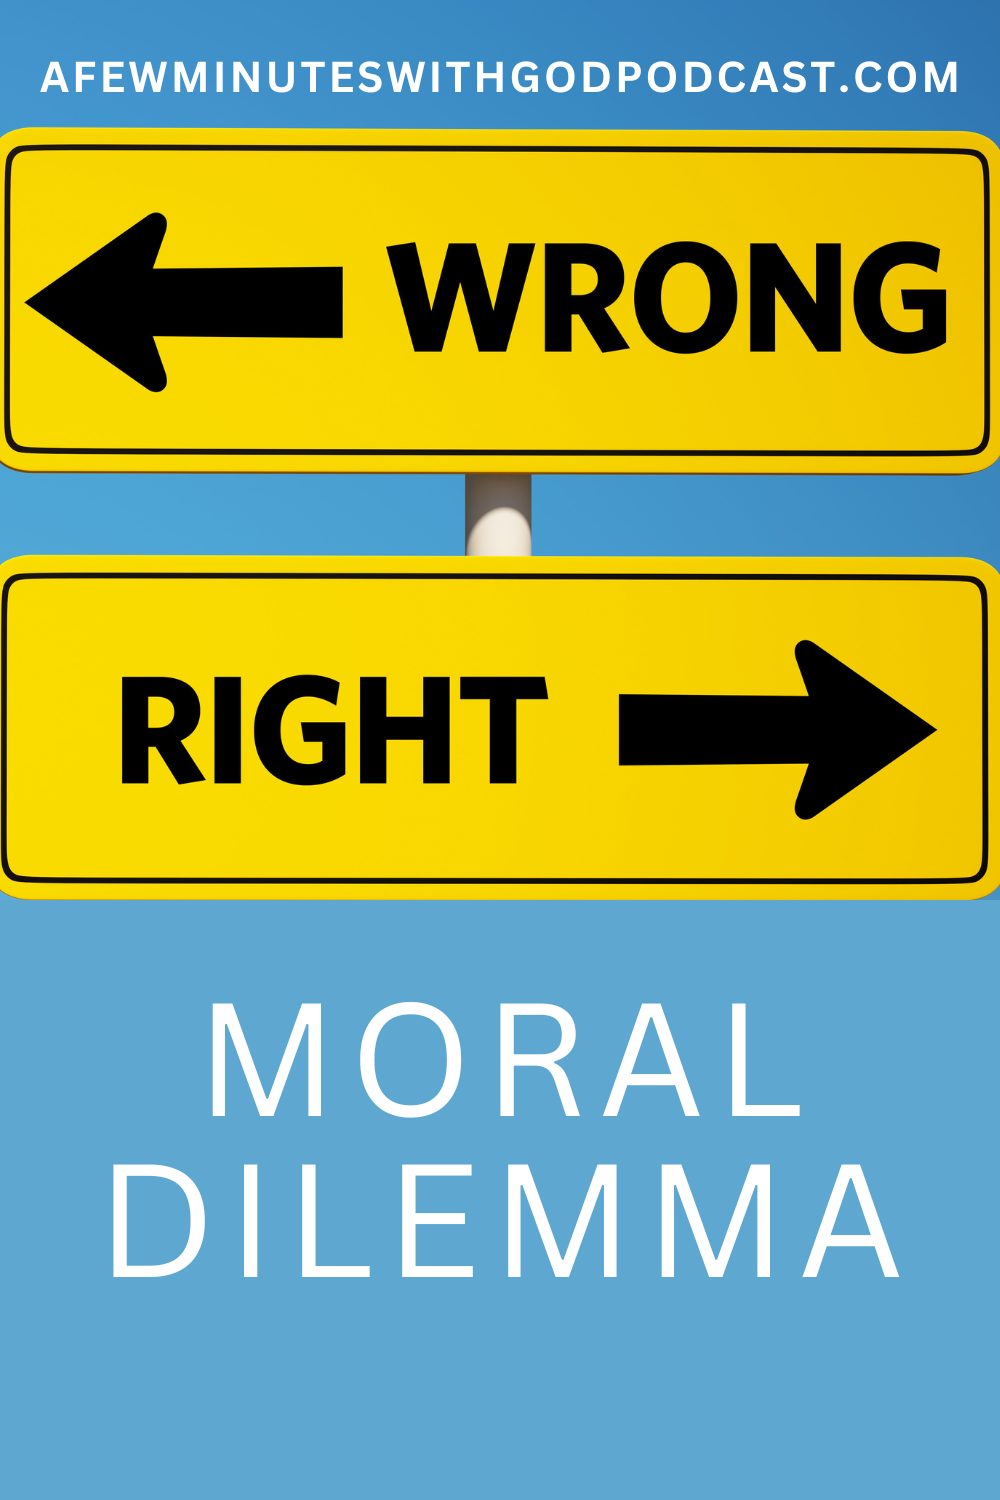 AFEWMINUTESWITHGODPODCAST.COM
WRONG
RIGHT
MORAL
DILEMMA